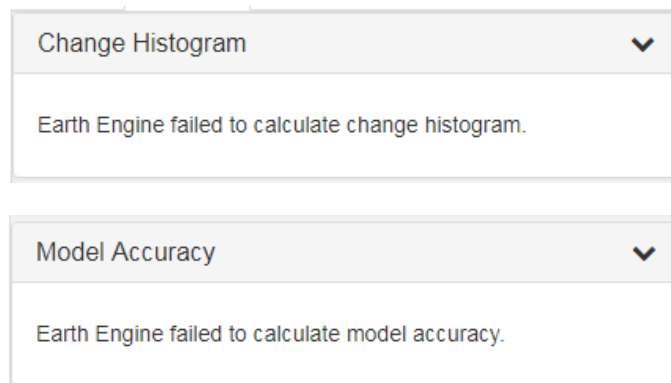 Change Histogram
Earth Engine failed to calculate change histogram.
Model Accuracy
Earth Engine failed to calculate model accuracy.